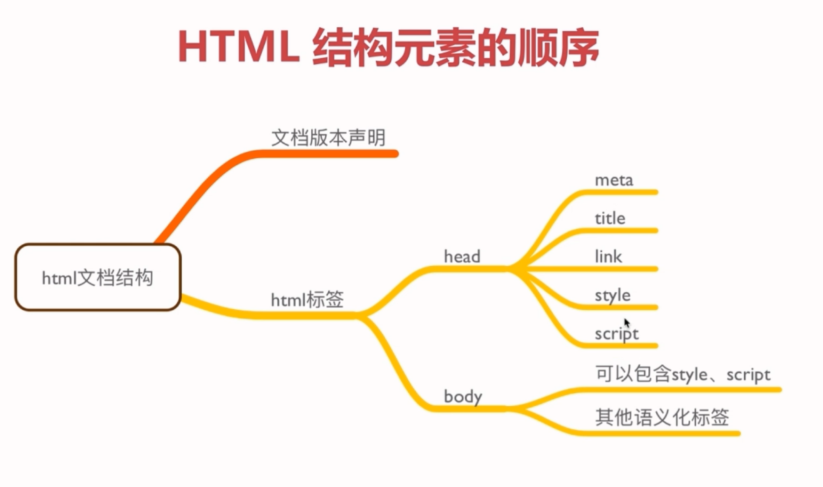 HTML 结构元素的顺序
文档版本声明
html文档结构
html标签
head
meta
title
link
style
script
body
可以包含style、script
其他语义化标签